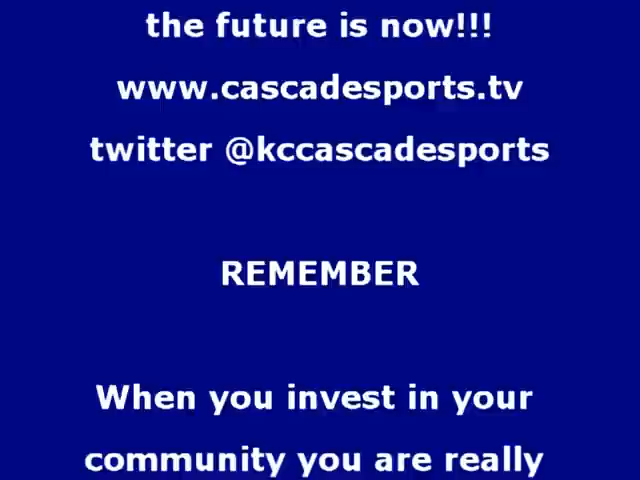 the future is now!!!
www.cascadesports.tv
twitter @kccascadesports
REMEMBER
When you invest in your
community you are really